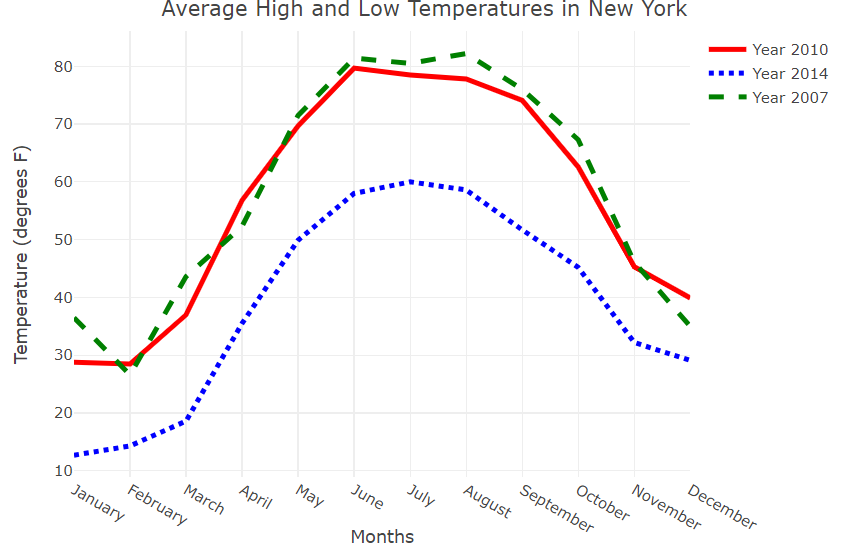 Average High and Low Temperatures in New York
Year 2010
Year 2014
Year 2007
Temperature (degrees F)
80
70
60
50
40
30
20
10
January
February
March
April
May
June
July
August
September
October
November
December
Months